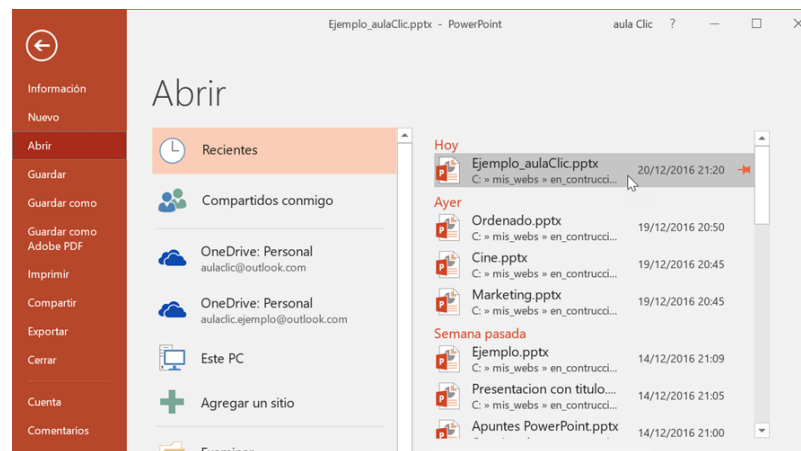 Ejemplo_aulaClic.pptx - PowerPoint
aula Clic ?
Información
Nuevo
Abrir
Guardar
Guardar como
Guardar como
Adobe PDF
Imprimir
Compartir
Exportar
Cerrar
Cuenta
Comentarios
Abrir
Recientes
Compartidos conmigo
OneDrive: Personal
aulaclic@outlook.com
OneDrive: Personal
aulaclic.ejemplo@outlook.com
Este PC
Agregar un sitio
Examinar
Hoy
Ejemplo_aulaClic.pptx 20/12/2016 21:20
C: » mis_webs » en_contrucci...
Ayer
Ordenado.pptx 19/12/2016 20:50
C: » mis_webs » en_contrucci...
Cine.pptx 19/12/2016 20:45
C: » mis_webs » en_contrucci...
Marketing.pptx 19/12/2016 20:45
C: » mis_webs » en_contrucci...
Semana pasada
Ejemplo.pptx 14/12/2016 21:09
C: » mis_webs » en_contrucci...
Presentacion con titulo.... 14/12/2016 21:05
C: » mis_webs » en_contrucci...
Apuntes PowerPoint.pptx 14/12/2016 21:00